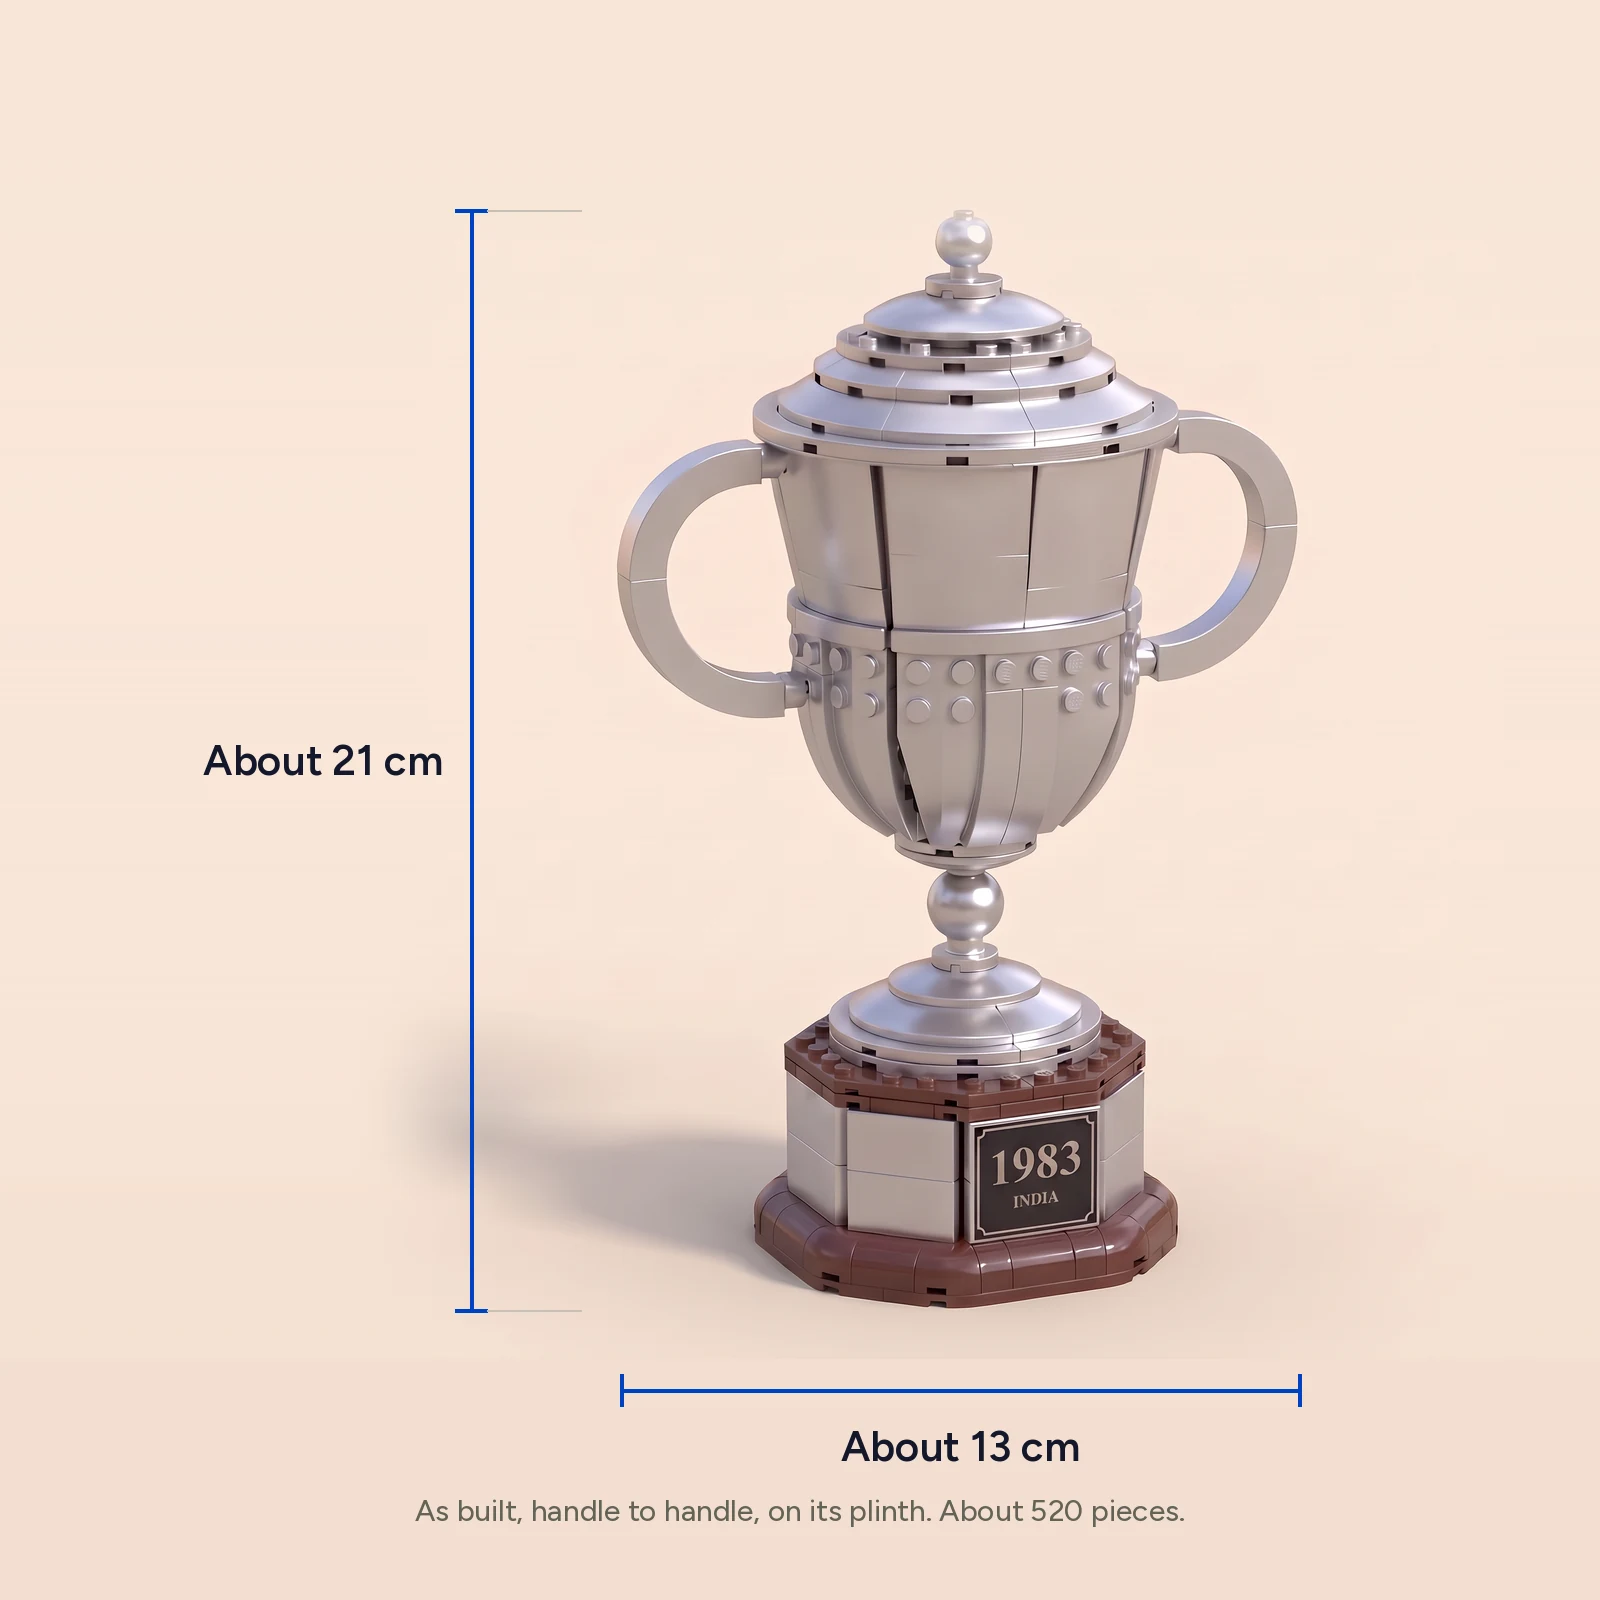 About 21 cm
1983
INDIA
About 13 cm
As built, handle to handle, on its plinth. About 520 pieces.